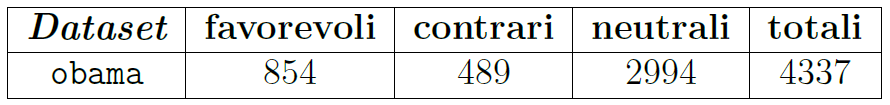 Dataset favorevoli contrari neutrali totali
obama 854 489 2994 4337